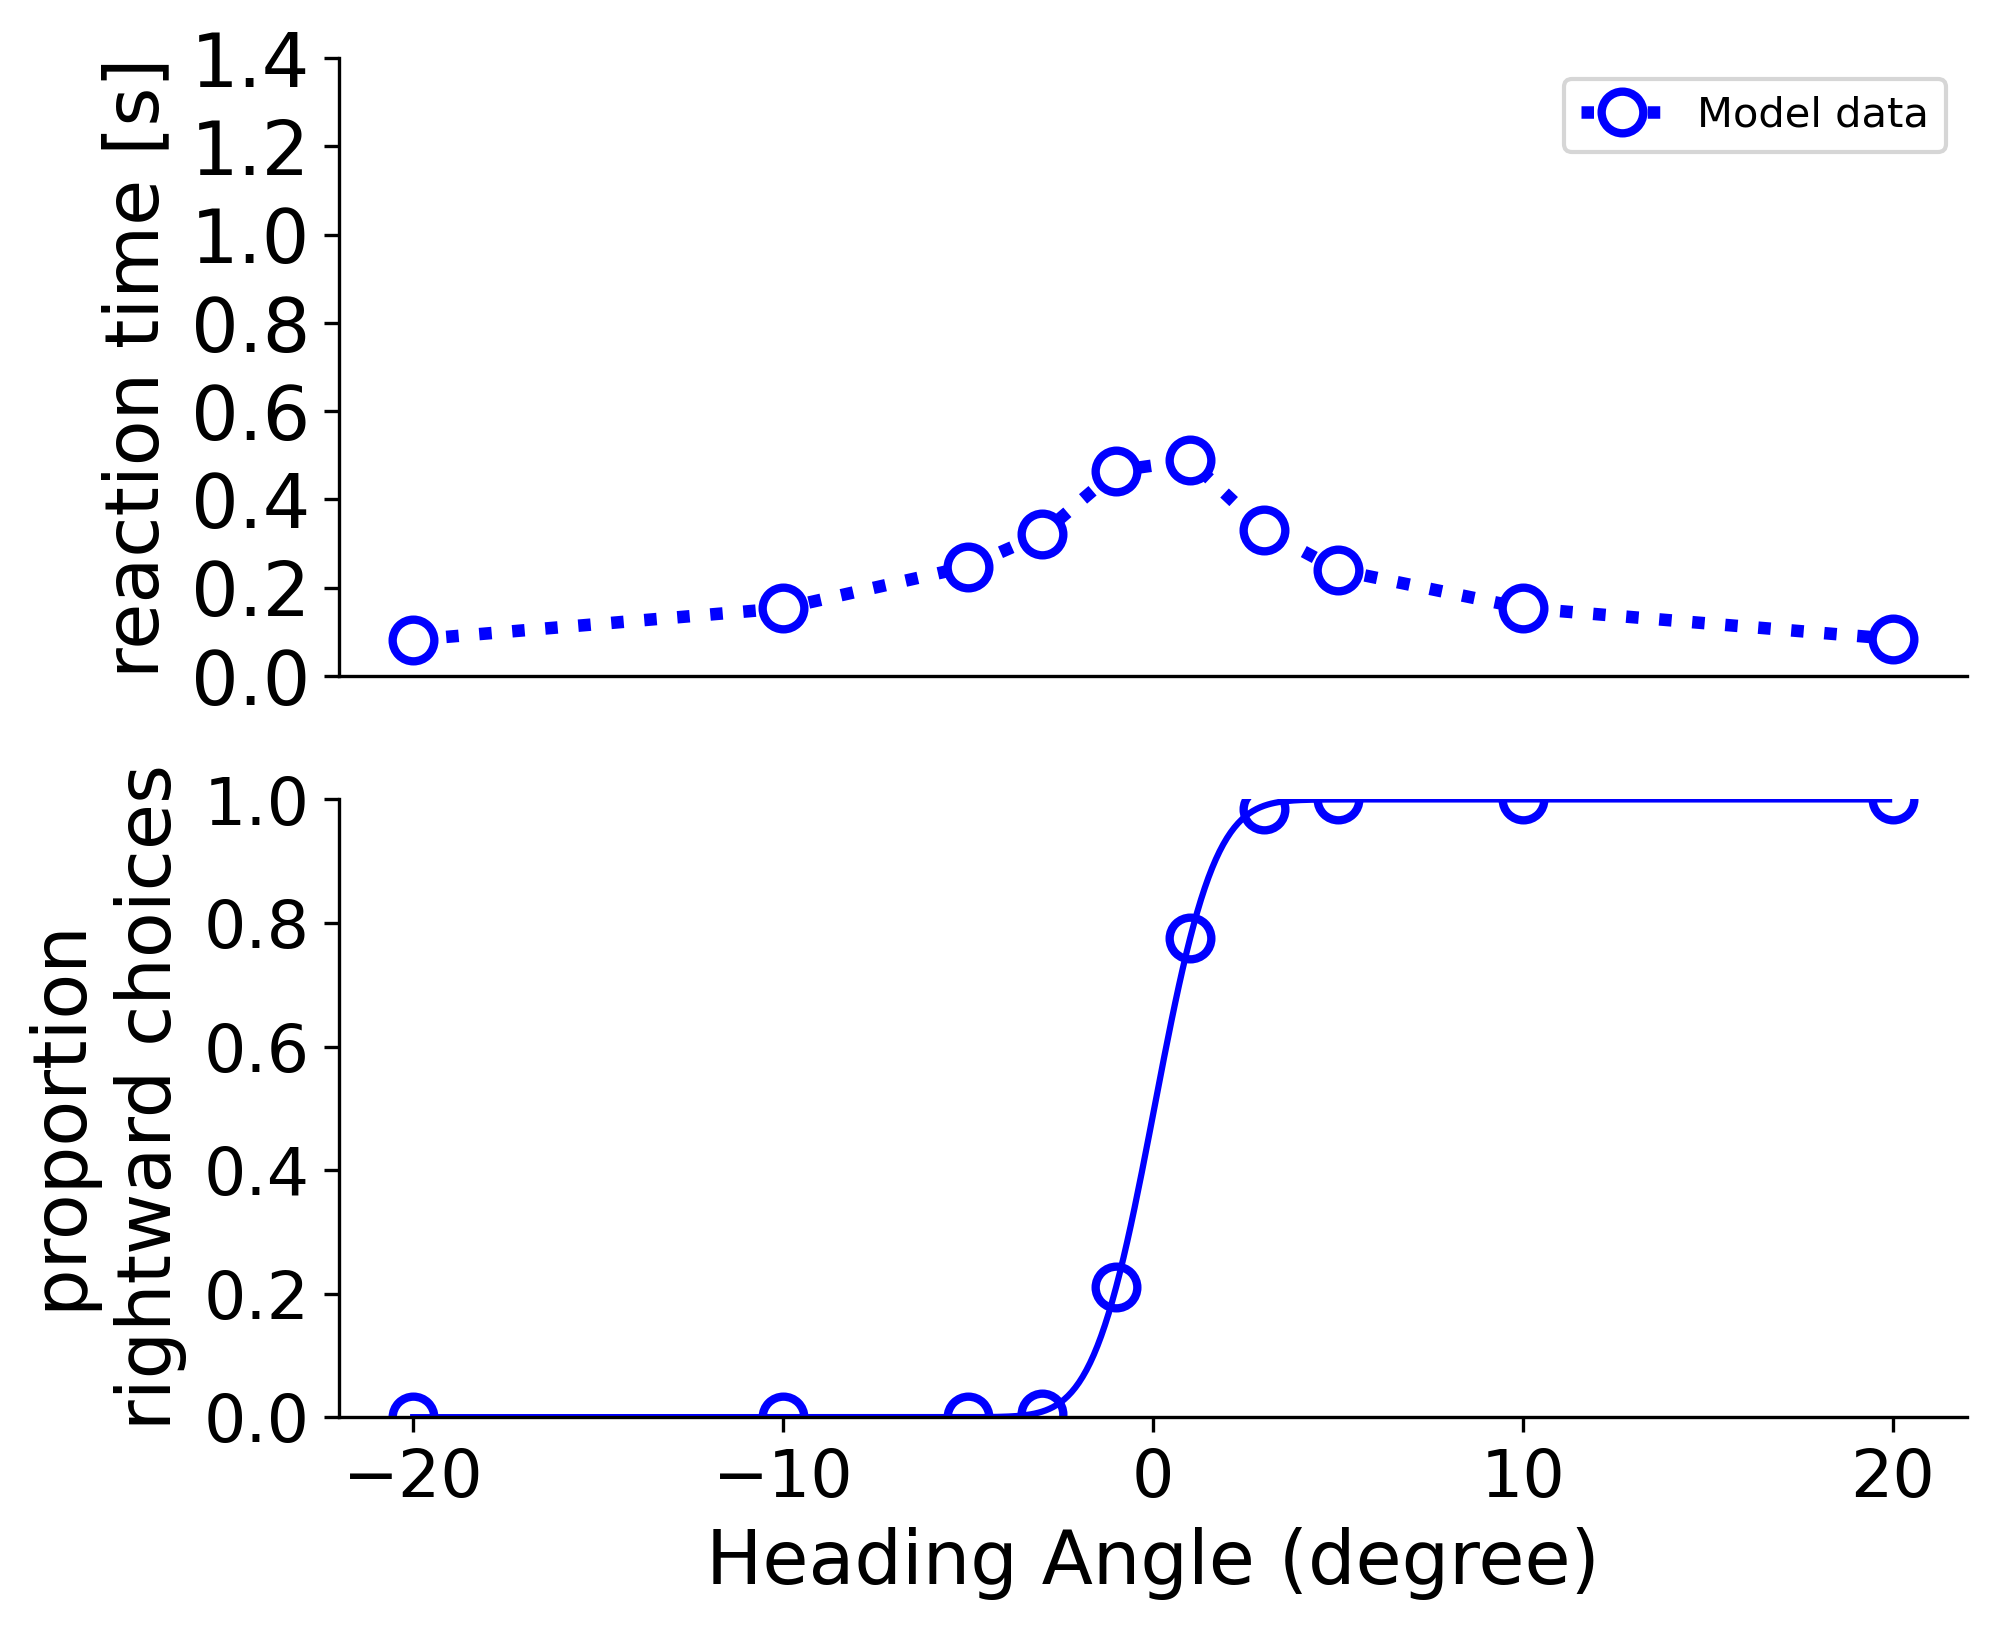 reaction time [s]
1.4
1.2
1.0
0.8
0.6
0.4
0.2
0.0
Model data
proportion
rightward choices
1.0
0.8
0.6
0.4
0.2
0.0
−20 −10 0 10 20
Heading Angle (degree)